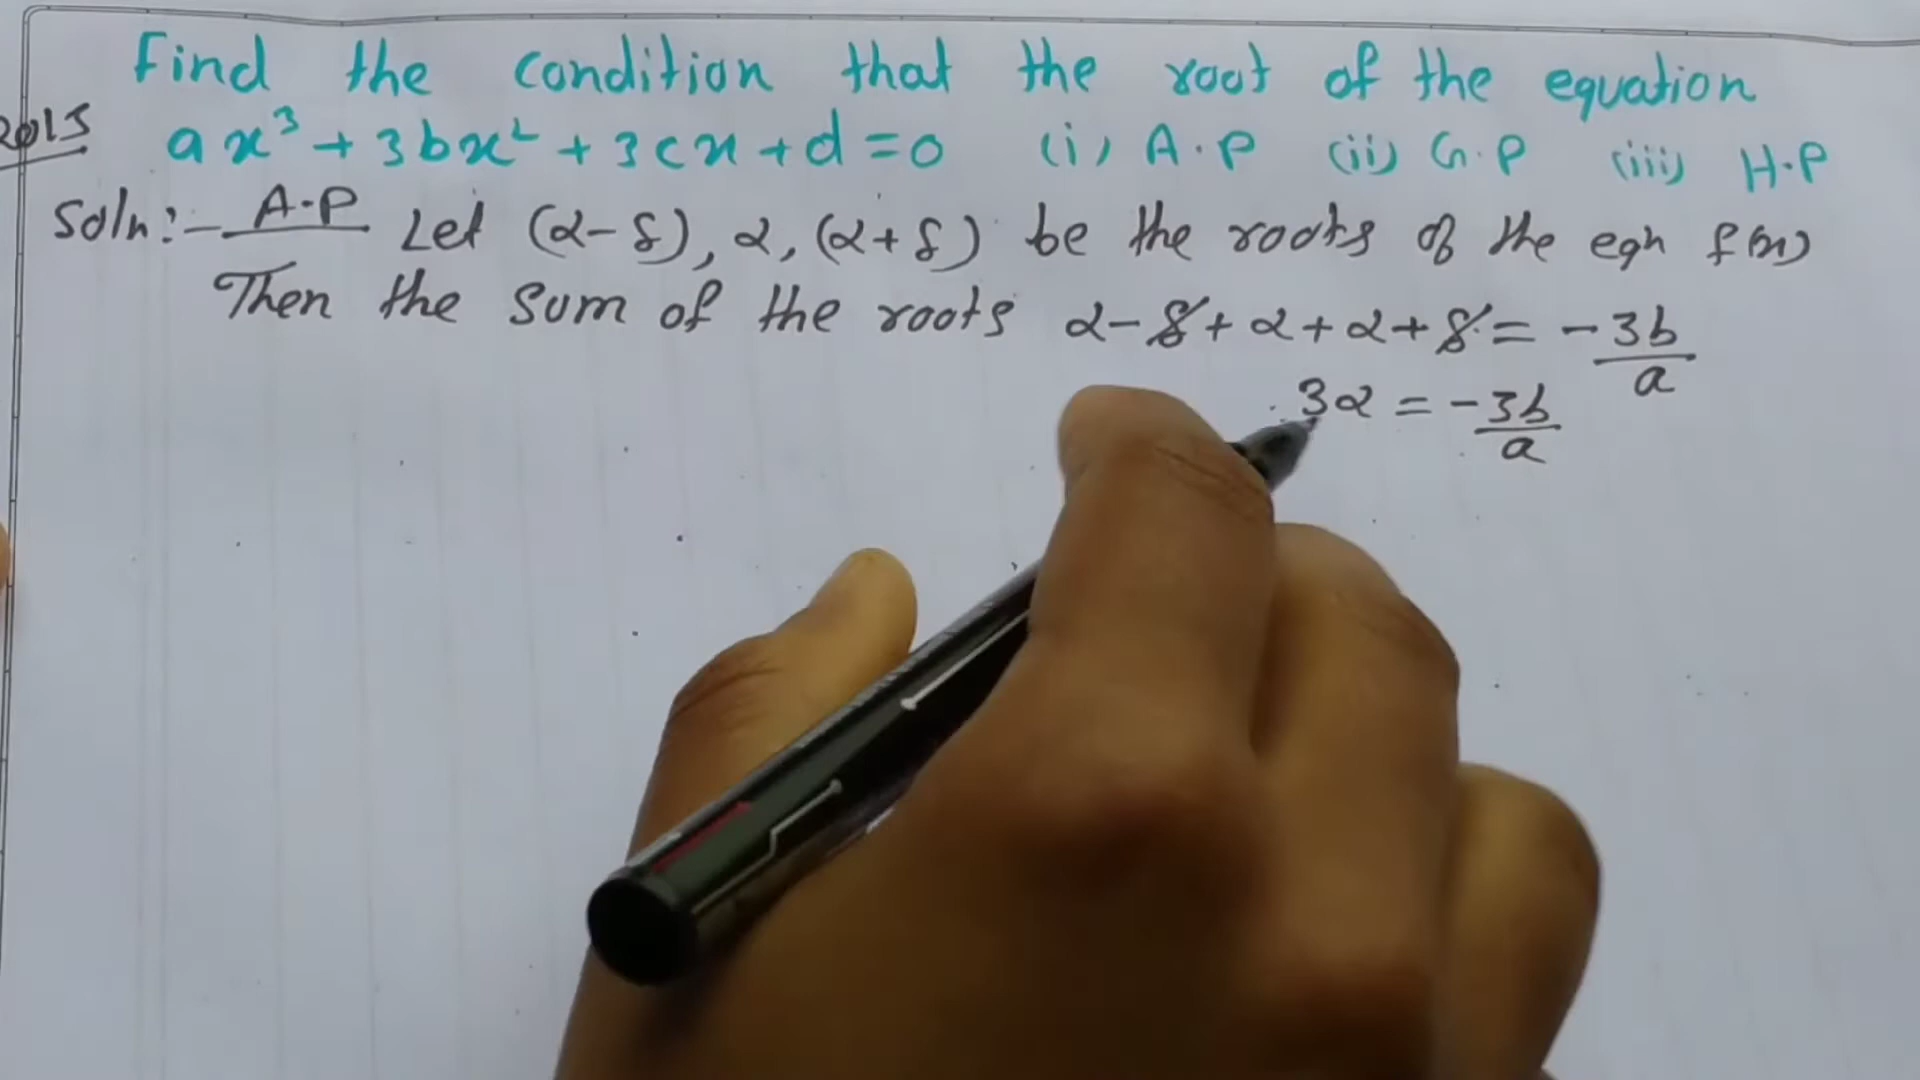 Find the condition that the root of the equation
2015 ax³ + 3bx² + 3cx + d = 0 (i) A.P (ii) G.P (iii) H.P
Soln:- A.P Let (α-δ), α, (α+δ) be the roots of the eqn f(x)
Then the Sum of the roots α-δ+α+α+δ = -3b/a
3α = -3b/a